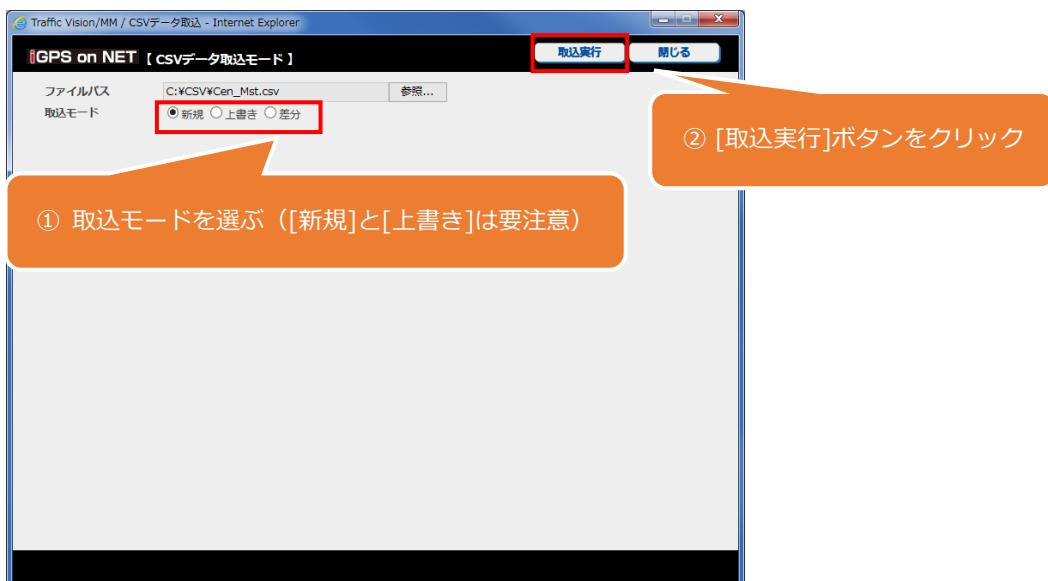 Traffic Vision/MM / CSVデータ取込 - Internet Explorer
iGPS on NET 【 CSVデータ取込モード 】 取込実行 閉じる
ファイルパス C:¥CSV¥Cen_Mst.csv 参照...
取込モード 新規 上書き 差分
② [取込実行]ボタンをクリック
① 取込モードを選ぶ（[新規]と[上書き]は要注意）